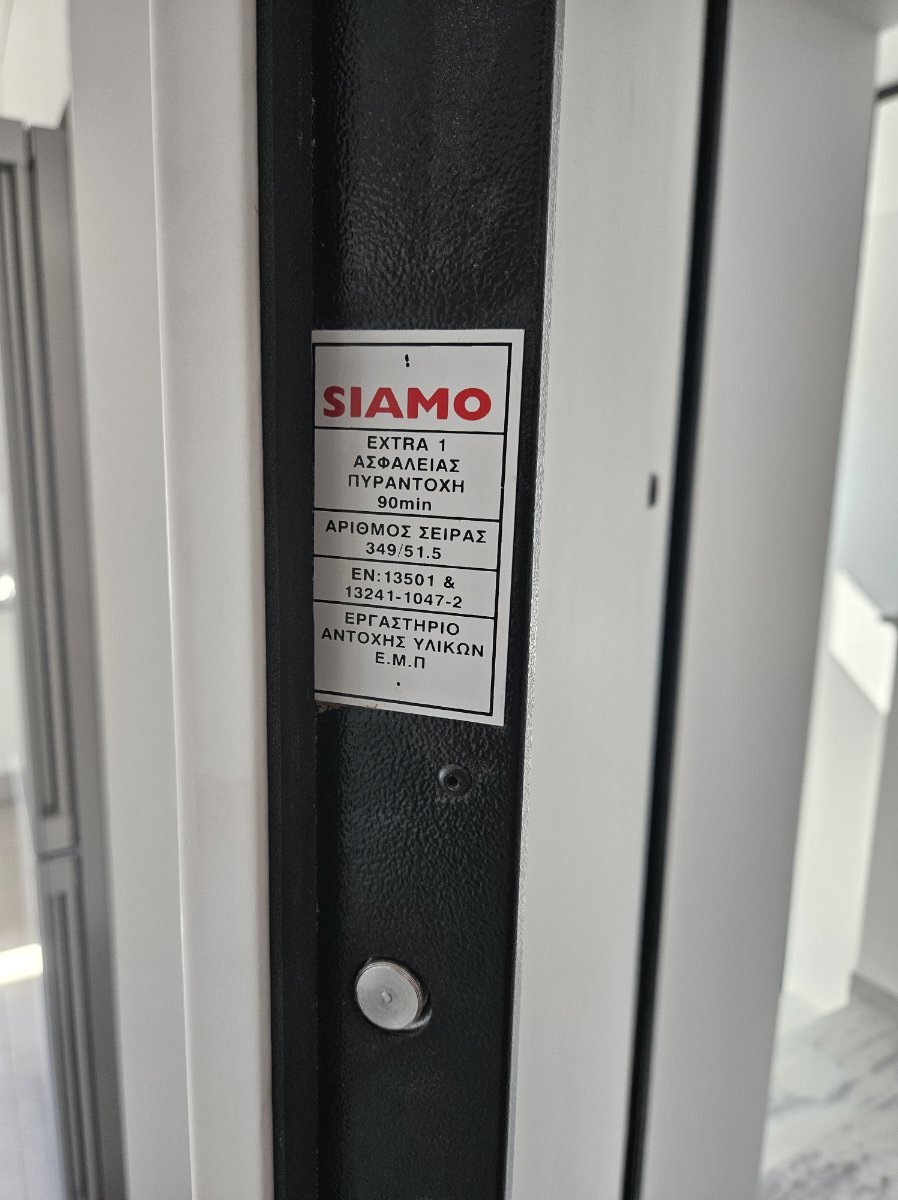 SIAMO
EXTRA 1
ΑΣΦΑΛΕΙΑΣ
ΠΥΡΑΝΤΟΧΗ
90min
ΑΡΙΘΜΟΣ ΣΕΙΡΑΣ
349/51.5
EN:13501 &
13241-1047-2
ΕΡΓΑΣΤΗΡΙΟ
ΑΝΤΟΧΗΣ ΥΛΙΚΩΝ
Ε.Μ.Π